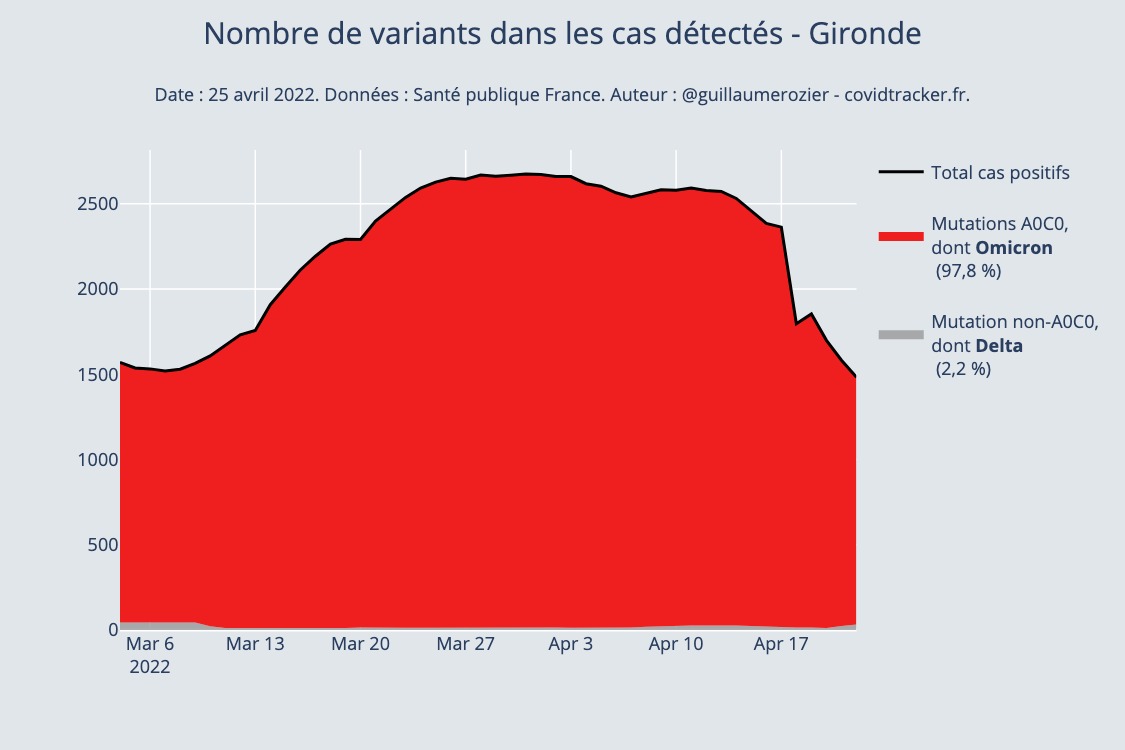 Nombre de variants dans les cas détectés - Gironde
Date : 25 avril 2022. Données : Santé publique France. Auteur : @guillaumerozier - covidtracker.fr.
Total cas positifs
Mutations A0C0,
dont Omicron
(97,8 %)
Mutation non-A0C0,
dont Delta
(2,2 %)
2500
2000
1500
1000
500
0
Mar 6
2022
Mar 13
Mar 20
Mar 27
Apr 3
Apr 10
Apr 17